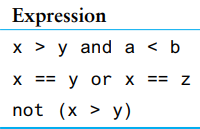 Expression
x > y and a < b
x == y or x == z
not (x > y)